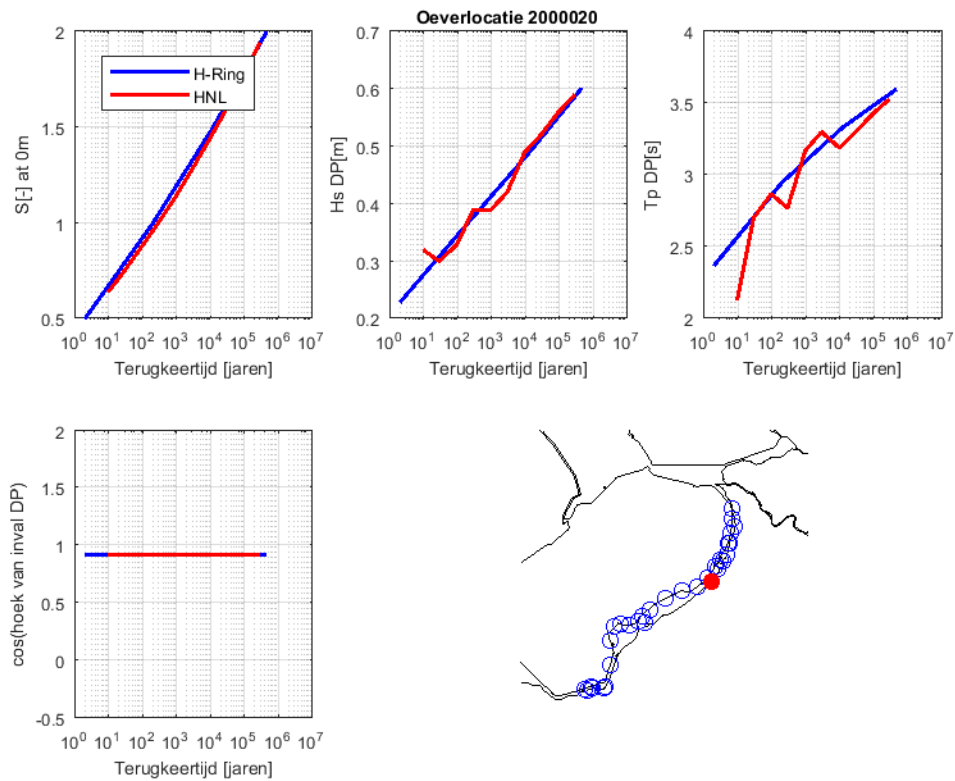 Oeverlocatie 2000020
S[-] at 0m
2
1.5
1
0.5
H-Ring
HNL
10^0 10^1 10^2 10^3 10^4 10^5 10^6 10^7
Terugkeertijd [jaren]
Hs DP[m]
0.7
0.6
0.5
0.4
0.3
0.2
10^0 10^1 10^2 10^3 10^4 10^5 10^6 10^7
Terugkeertijd [jaren]
Tp DP[s]
4
3.5
3
2.5
2
10^0 10^1 10^2 10^3 10^4 10^5 10^6 10^7
Terugkeertijd [jaren]
cos(hoek van inval DP)
2
1.5
1
0.5
0
-0.5
10^0 10^1 10^2 10^3 10^4 10^5 10^6 10^7
Terugkeertijd [jaren]